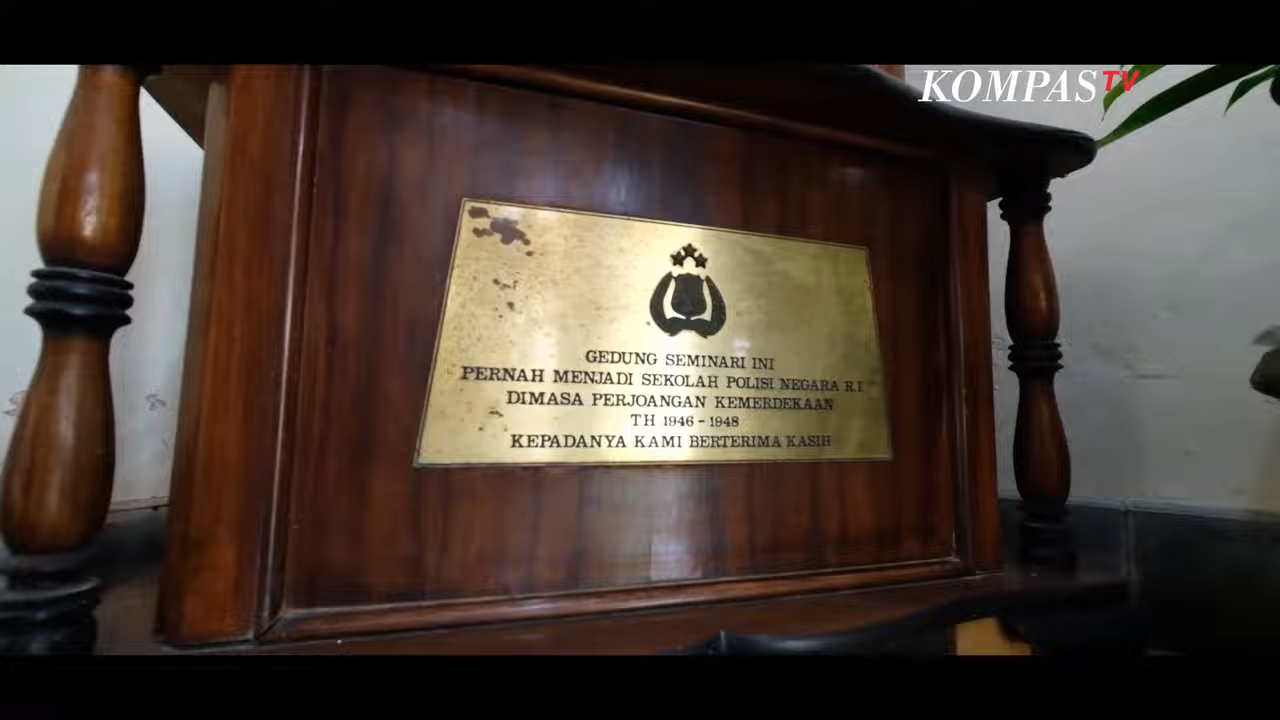 KOMPASTV
GEDUNG SEMINARI INI
PERNAH MENJADI SEKOLAH POLISI NEGARA R.I
DIMASA PERJOANGAN KEMERDEKAAN
TH 1946 - 1948
KEPADANYA KAMI BERTERIMA KASIH